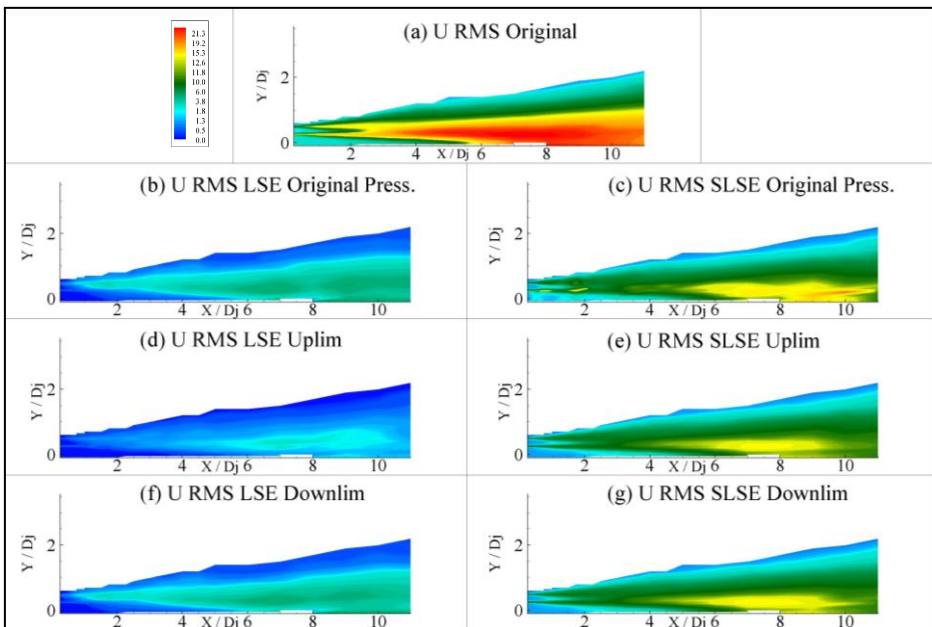 21.3
19.2
15.3
12.6
11.8
10.0
6.0
3.8
1.8
1.3
0.5
0.0
(a) U RMS Original
Y / Dj
2
0
2 4 X / Dj 6 8 10
(b) U RMS LSE Original Press.
Y / Dj
2
0
2 4 X / Dj 6 8 10
(c) U RMS SLSE Original Press.
Y / Dj
2
0
2 4 X / Dj 6 8 10
(d) U RMS LSE Uplim
Y / Dj
2
0
2 4 X / Dj 6 8 10
(e) U RMS SLSE Uplim
Y / Dj
2
0
2 4 X / Dj 6 8 10
(f) U RMS LSE Downlim
Y / Dj
2
0
2 4 X / Dj 6 8 10
(g) U RMS SLSE Downlim
Y / Dj
2
0
2 4 X / Dj 6 8 10